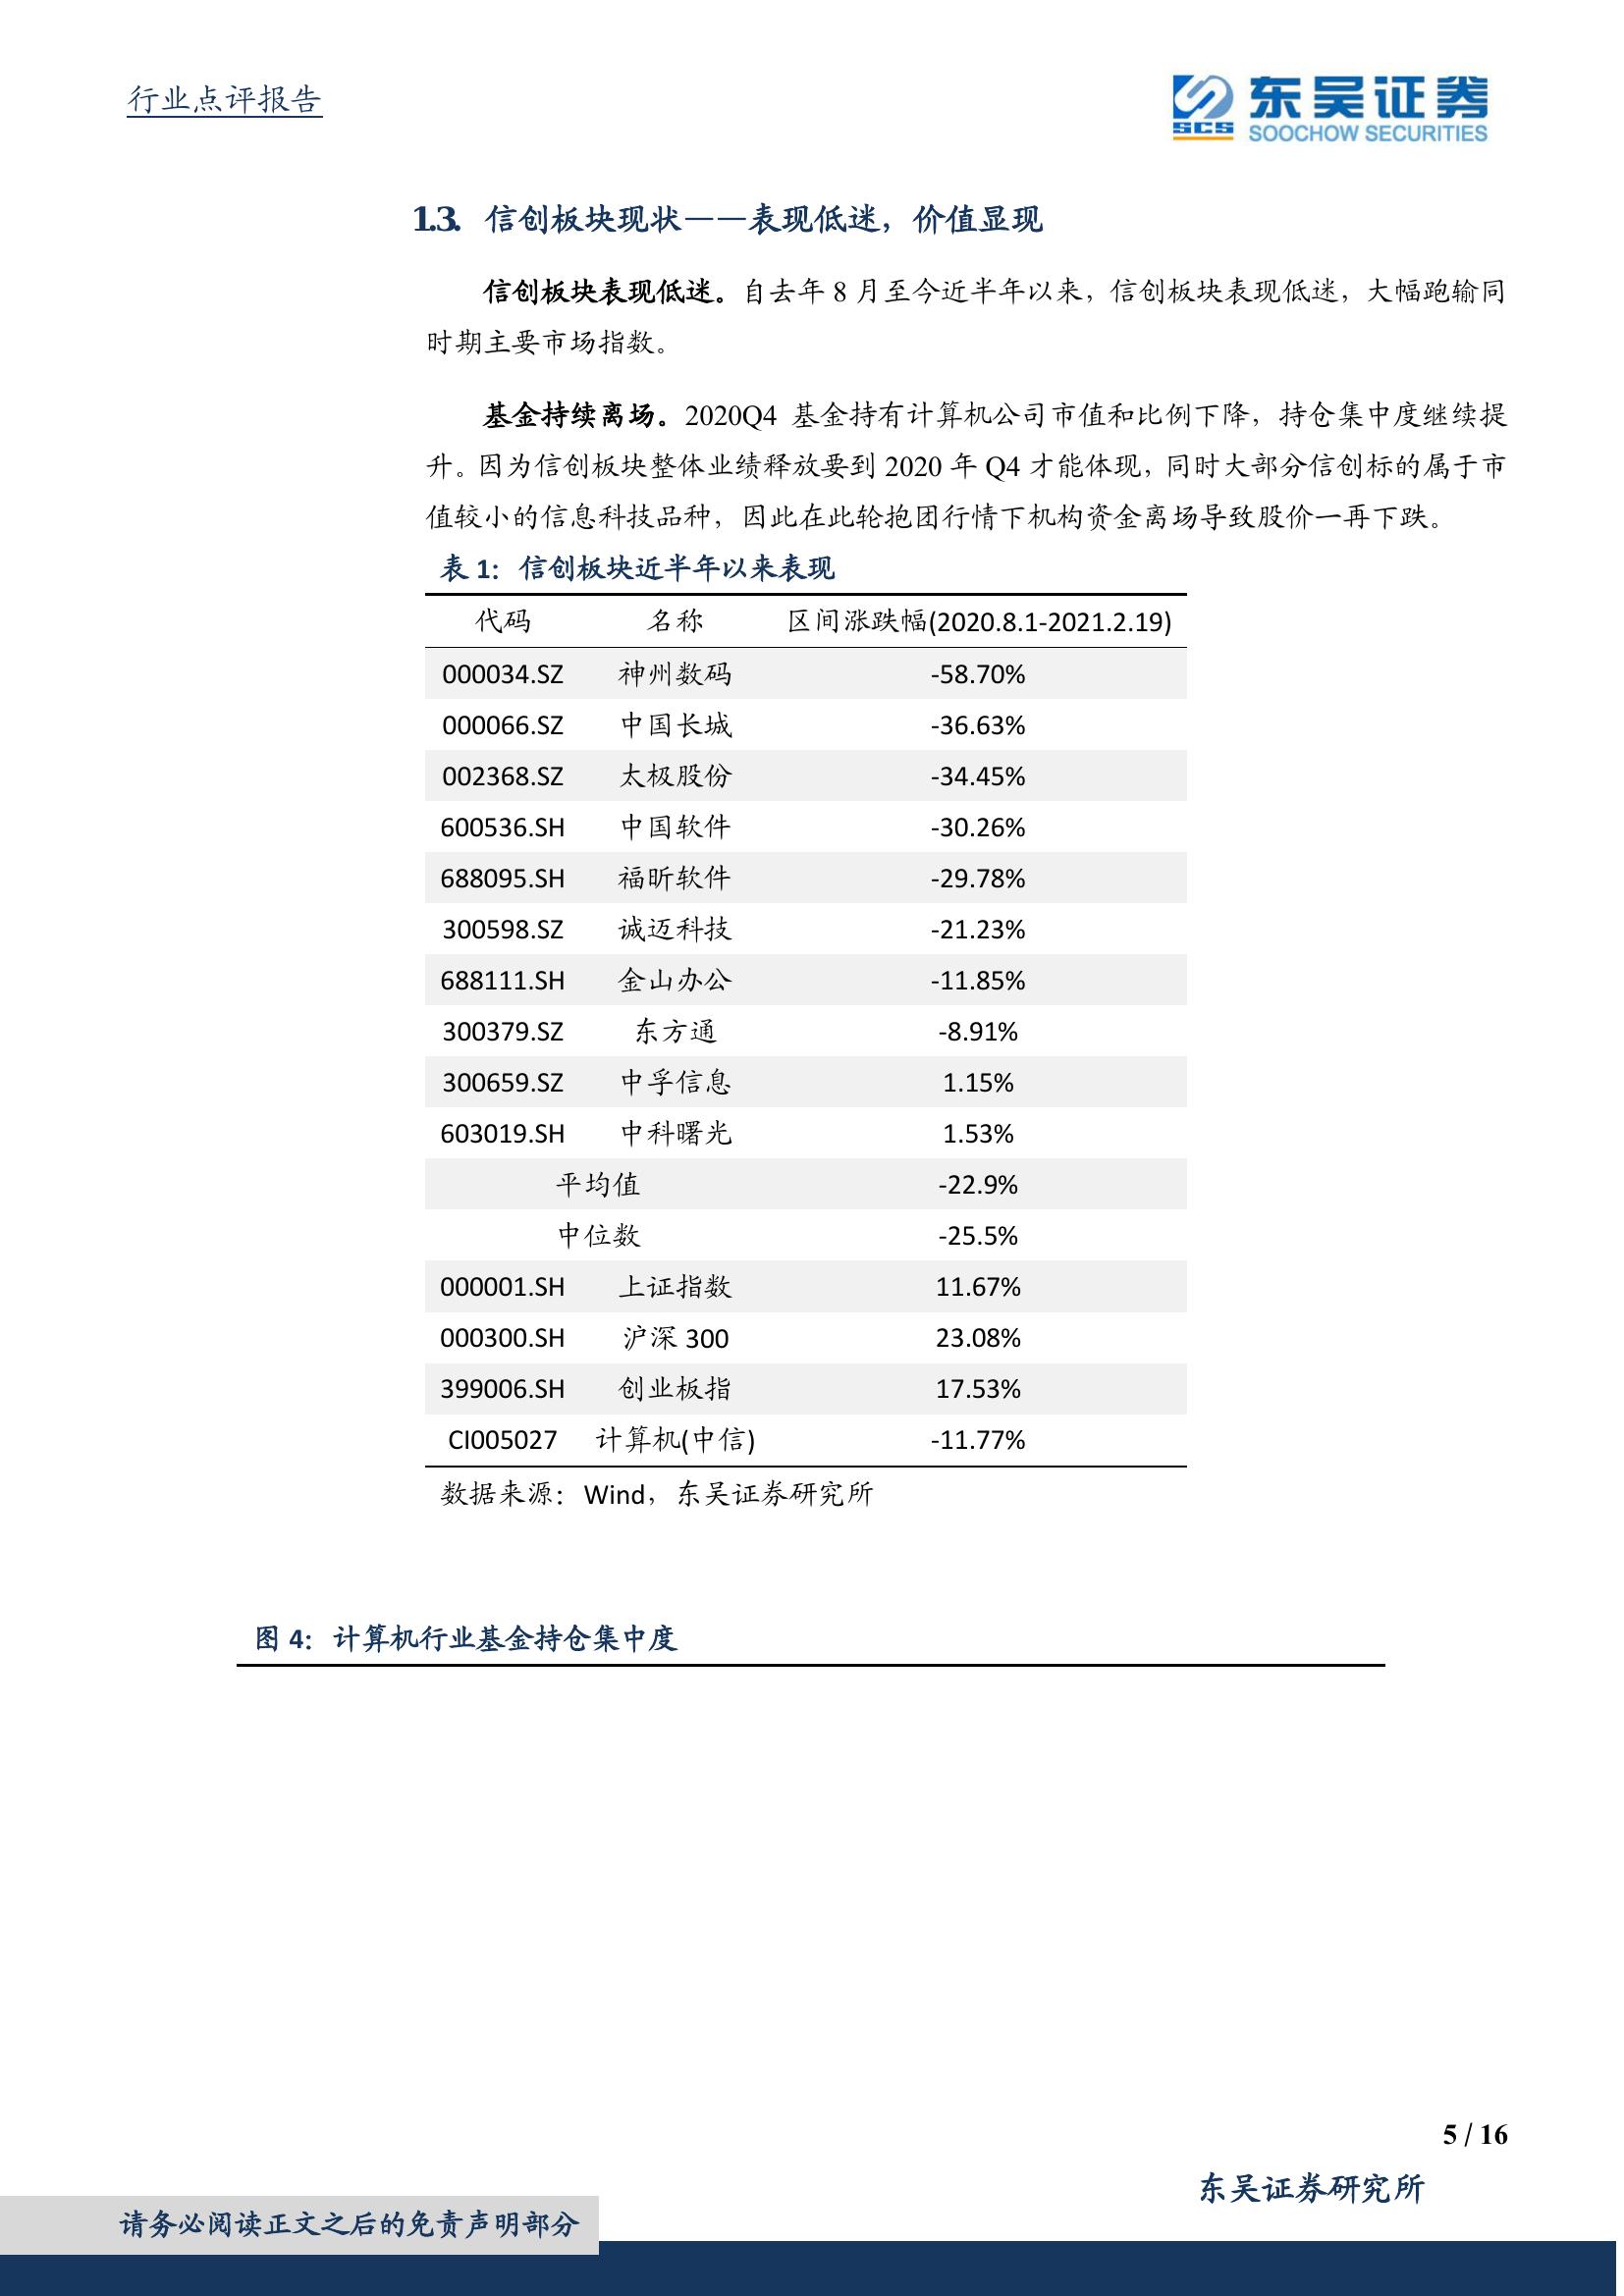 行业点评报告
东吴证券
SCS
SOOCHOW SECURITIES
1.3. 信创板块现状——表现低迷，价值显现
信创板块表现低迷。自去年 8 月至今近半年以来，信创板块表现低迷，大幅跑输同
时期主要市场指数。
基金持续离场。2020Q4 基金持有计算机公司市值和比例下降，持仓集中度继续提
升。因为信创板块整体业绩释放要到 2020 年 Q4 才能体现，同时大部分信创标的属于市
值较小的信息科技品种，因此在此轮抱团行情下机构资金离场导致股价一再下跌。
表 1：信创板块近半年以来表现
代码 名称 区间涨跌幅(2020.8.1-2021.2.19)
000034.SZ 神州数码 -58.70%
000066.SZ 中国长城 -36.63%
002368.SZ 太极股份 -34.45%
600536.SH 中国软件 -30.26%
688095.SH 福昕软件 -29.78%
300598.SZ 诚迈科技 -21.23%
688111.SH 金山办公 -11.85%
300379.SZ 东方通 -8.91%
300659.SZ 中孚信息 1.15%
603019.SH 中科曙光 1.53%
平均值 -22.9%
中位数 -25.5%
000001.SH 上证指数 11.67%
000300.SH 沪深 300 23.08%
399006.SH 创业板指 17.53%
CI005027 计算机(中信) -11.77%
数据来源：Wind，东吴证券研究所
图 4：计算机行业基金持仓集中度
5 / 16
东吴证券研究所
请务必阅读正文之后的免责声明部分